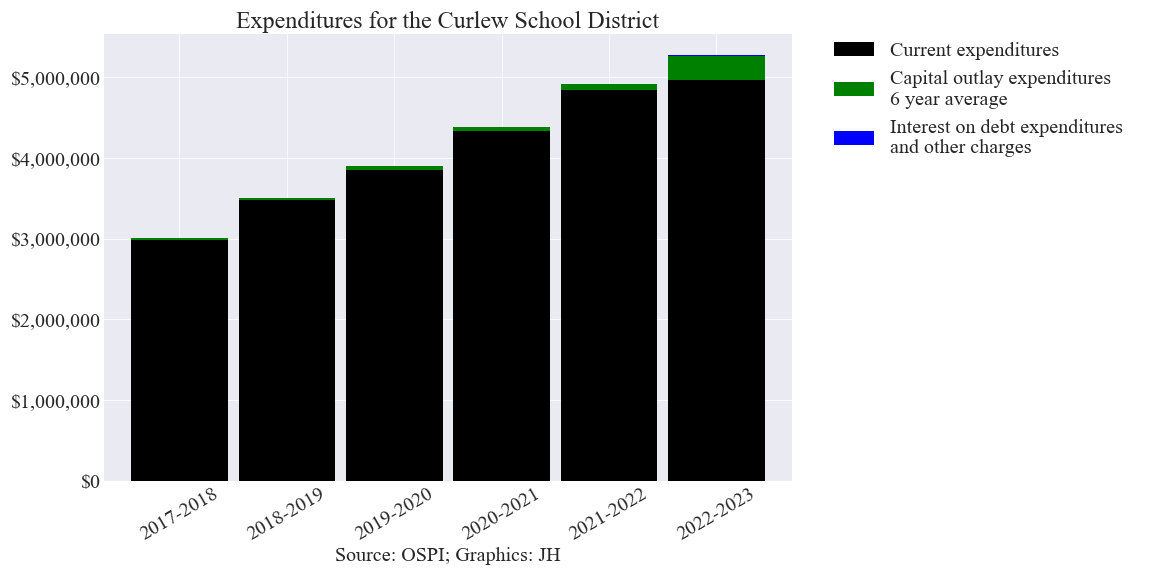 Expenditures for the Curlew School District
Current expenditures
Capital outlay expenditures
6 year average
Interest on debt expenditures
and other charges
$5,000,000
$4,000,000
$3,000,000
$2,000,000
$1,000,000
$0
2017-2018
2018-2019
2019-2020
2020-2021
2021-2022
2022-2023
Source: OSPI; Graphics: JH